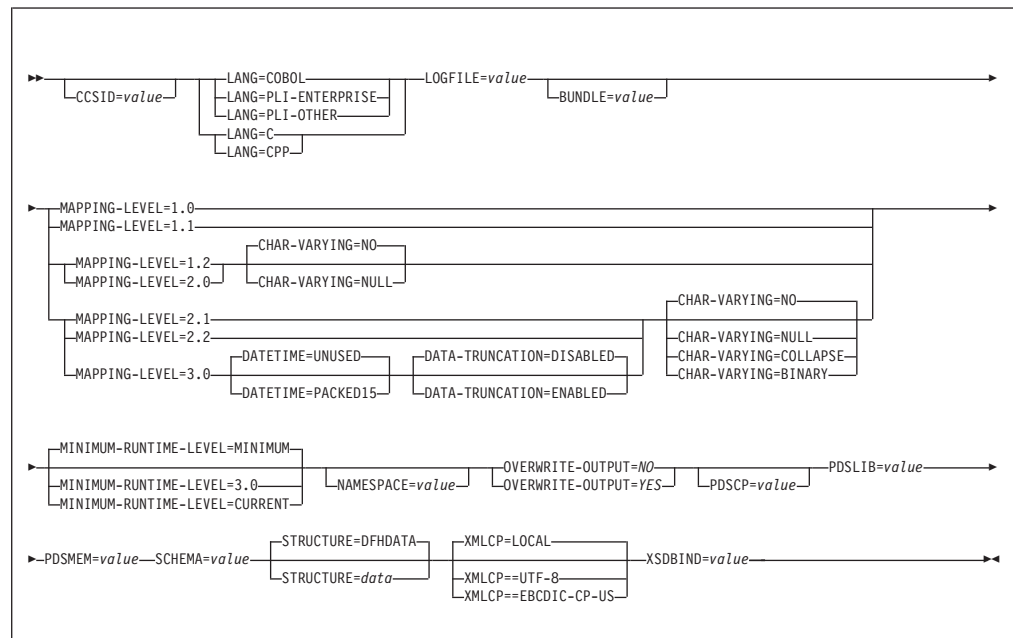 LANG=COBOL LOGFILE=value
CCSID=value LANG=PLI-ENTERPRISE BUNDLE=value
LANG=PLI-OTHER
LANG=C
LANG=CPP
MAPPING-LEVEL=1.0
MAPPING-LEVEL=1.1
CHAR-VARYING=NO
MAPPING-LEVEL=1.2
MAPPING-LEVEL=2.0 CHAR-VARYING=NULL
CHAR-VARYING=NO
MAPPING-LEVEL=2.1
MAPPING-LEVEL=2.2 CHAR-VARYING=NULL
DATETIME=UNUSED DATA-TRUNCATION=DISABLED CHAR-VARYING=COLLAPSE
MAPPING-LEVEL=3.0 CHAR-VARYING=BINARY
DATETIME=PACKED15 DATA-TRUNCATION=ENABLED
MINIMUM-RUNTIME-LEVEL=MINIMUM
OVERWRITE-OUTPUT=NO PDSLIB=value
MINIMUM-RUNTIME-LEVEL=3.0 NAMESPACE=value OVERWRITE-OUTPUT=YES PDSCP=value
MINIMUM-RUNTIME-LEVEL=CURRENT
STRUCTURE=DFHDATA XMLCP=LOCAL
PDSMEM=value SCHEMA=value XSDBIND=value
STRUCTURE=data XMLCP==UTF-8
XMLCP==EBCDIC-CP-US